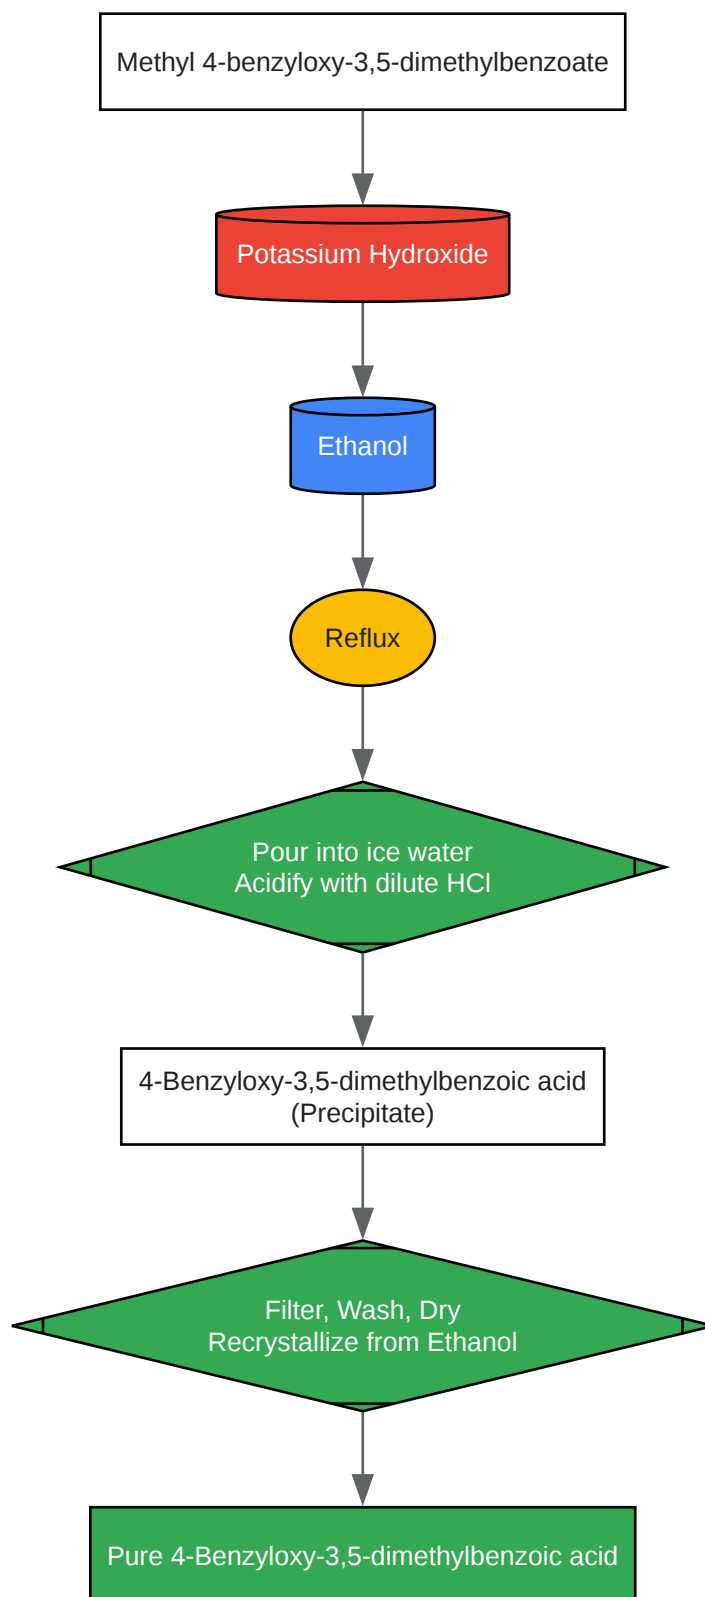 Methyl 4-benzyloxy-3,5-dimethylbenzoate
Potassium Hydroxide
Ethanol
Reflux
Pour into ice water
Acidify with dilute HCl
4-Benzyloxy-3,5-dimethylbenzoic acid
(Precipitate)
Filter, Wash, Dry
Recrystallize from Ethanol
Pure 4-Benzyloxy-3,5-dimethylbenzoic acid